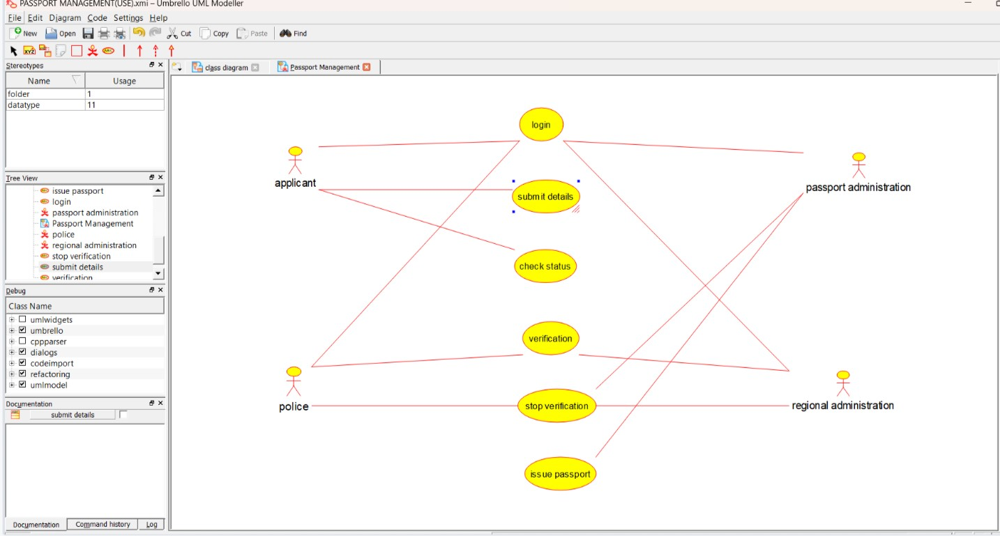 PASSPORT MANAGEMENT(USE).xmi – Umbrello UML Modeller
File Edit Diagram Code Settings Help
New Open Cut Copy Paste Find
XYZ ABC
Stereotypes
class diagram Passport Management
Name Usage
folder 1
datatype 11
Tree View
issue passport
login
passport administration
Passport Management
police
regional administration
stop verification
submit details
verification
Debug
Class Name
umlwidgets
umbrello
cppparser
dialogs
codeimport
refactoring
umlmodel
Documentation
submit details
Documentation Command history Log
login
applicant
passport administration
submit details
check status
verification
police
stop verification
regional administration
issue passport